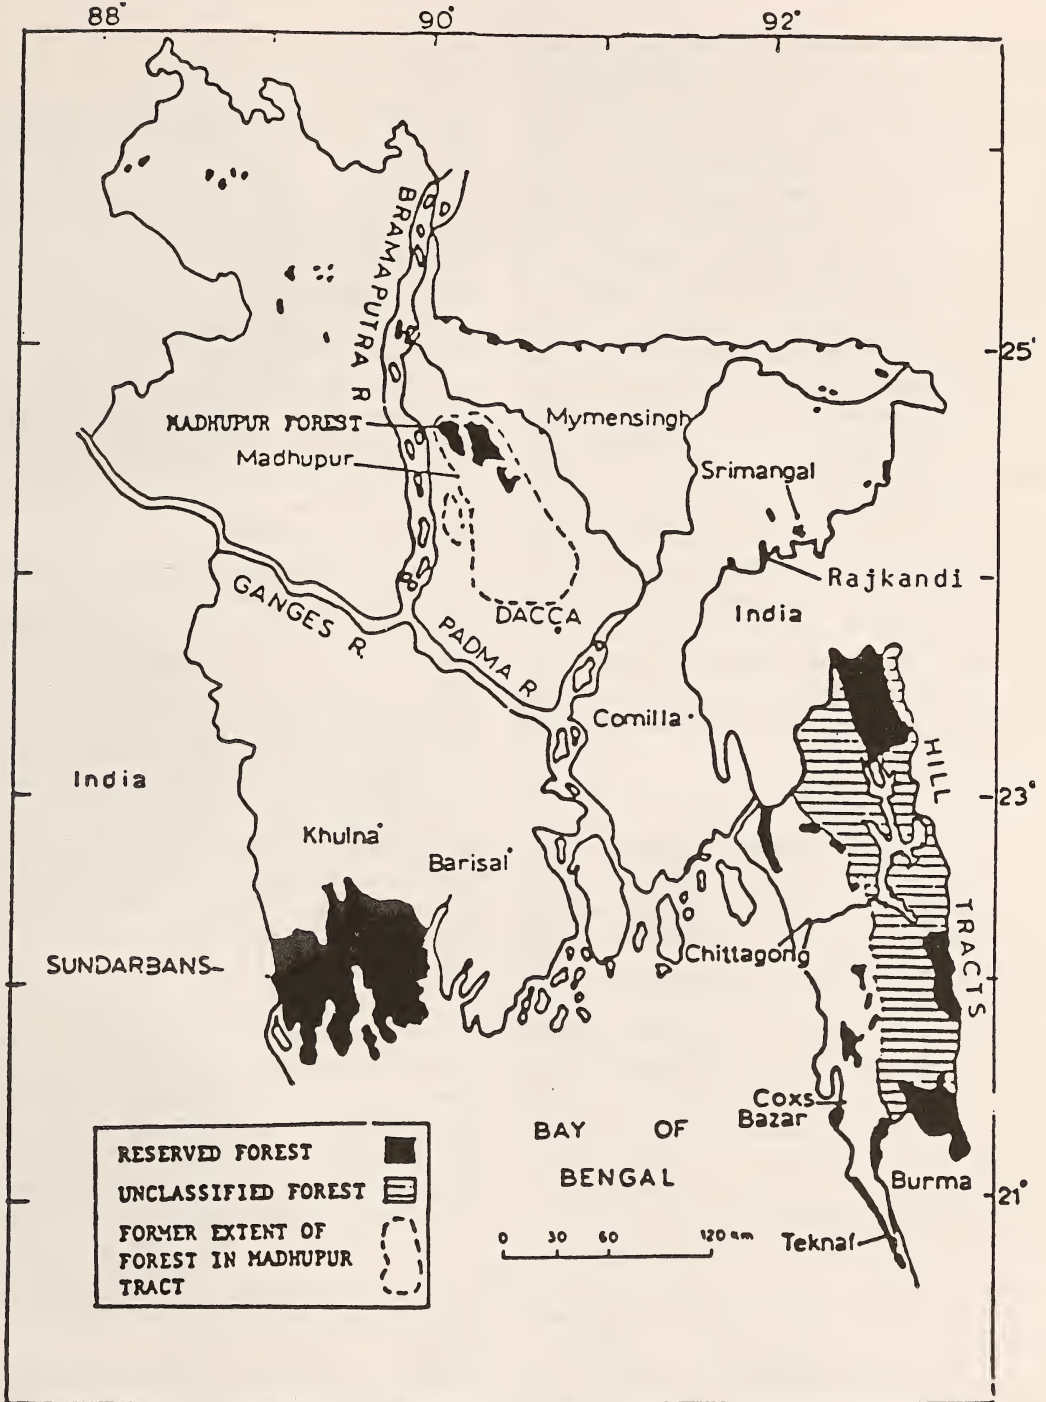 88°
90°
92°
BRAMAPUTRA R
25°
MADHUPUR FOREST
Mymensingh
Madhupur
Srimangal
Rajkandi
GANGES R.
DACCA
India
PADMA R
Comilla
HILL TRACTS
India
23°
Khulna
Barisal
SUNDARBANS
Chittagong
Coxs
Bazar
BAY OF
BENGAL
Burma
21°
Teknaf
RESERVED FOREST
UNCLASSIFIED FOREST
FORMER EXTENT OF
FOREST IN MADHUPUR
TRACT
0 30 60 120 km